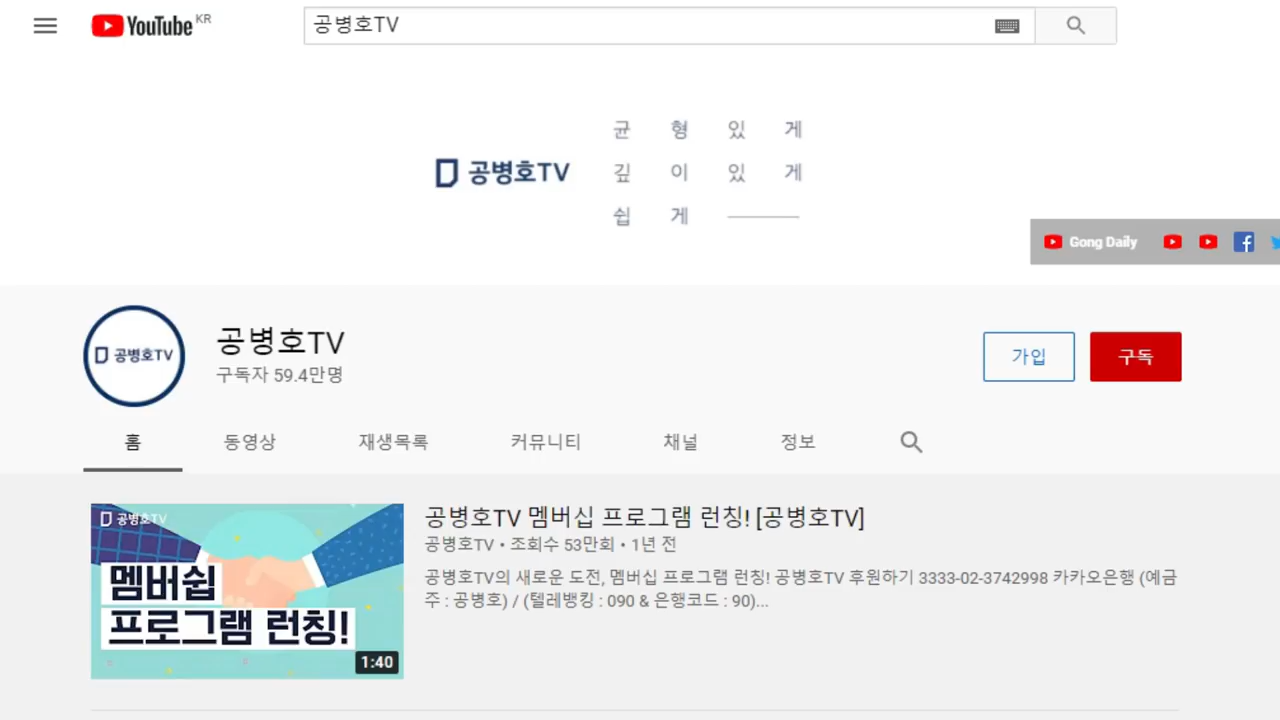 YouTube KR
공병호TV
균 형 있 게
공병호TV 깊 이 있 게
쉽 게
Gong Daily
공병호TV
공병호TV
구독자 59.4만명
가입
구독
홈 동영상 재생목록 커뮤니티 채널 정보
공병호TV
멤버쉽
프로그램 런칭!
1:40
공병호TV 멤버십 프로그램 런칭! [공병호TV]
공병호TV • 조회수 53만회 • 1년 전
공병호TV의 새로운 도전, 멤버십 프로그램 런칭! 공병호TV 후원하기 3333-02-3742998 카카오은행 (예금
주 : 공병호) / (텔레뱅킹 : 090 & 은행코드 : 90)...